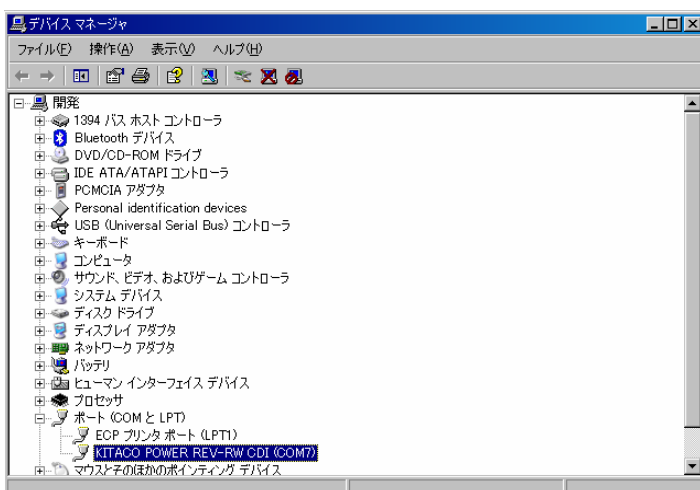 デバイス マネージャ
ファイル(F) 操作(A) 表示(V) ヘルプ(H)
開発
1394 バス ホスト コントローラ
Bluetooth デバイス
DVD/CD-ROM ドライブ
IDE ATA/ATAPI コントローラ
PCMCIA アダプタ
Personal identification devices
USB (Universal Serial Bus) コントローラ
キーボード
コンピュータ
サウンド、ビデオ、およびゲーム コントローラ
システム デバイス
ディスク ドライブ
ディスプレイ アダプタ
ネットワーク アダプタ
バッテリ
ヒューマン インターフェイス デバイス
プロセッサ
ポート (COM と LPT)
ECP プリンタ ポート (LPT1)
KITACO POWER REV-RW CDI (COM7)
マウスとそのほかのポインティング デバイス